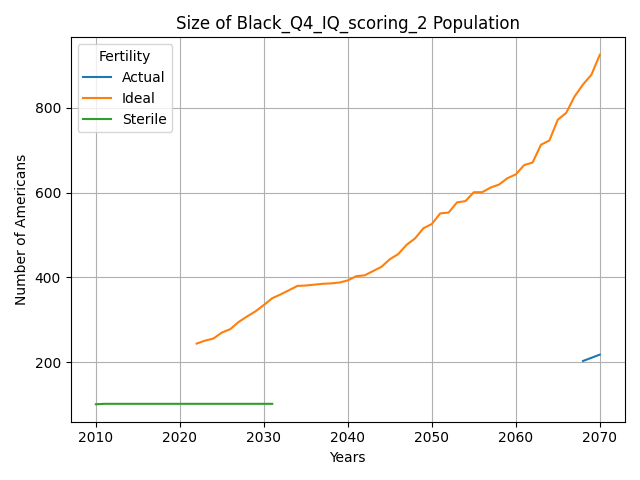 Size of Black_Q4_IQ_scoring_2 Population
Fertility
Actual
Ideal
Sterile
Number of Americans
800
600
400
200
2010 2020 2030 2040 2050 2060 2070
Years